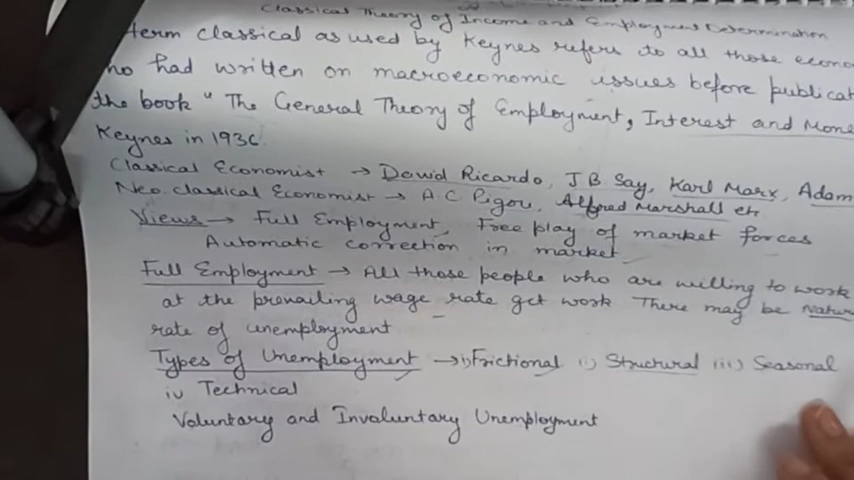 Classical Theory of Income and Employment Determination
term classical as used by Keynes refers to all those econo
ho had written on macroeconomic issues before publicat
the book "The General Theory of Employment, Interest and Mone
Keynes in 1936
Classical Economist → David Ricardo, J B Say, Karl Marx, Adam
Neo classical Economist → A C Pigou, Alfred Marshall etc
Views → Full Employment, Free play of market forces
Automatic correction in market
Full Employment → All those people who are willing to work
at the prevailing wage rate get work There may be Natur
rate of unemployment
Types of Unemployment → i) Frictional ii) Structural iii) Seasonal
iv Technical
Voluntary and Involuntary Unemployment